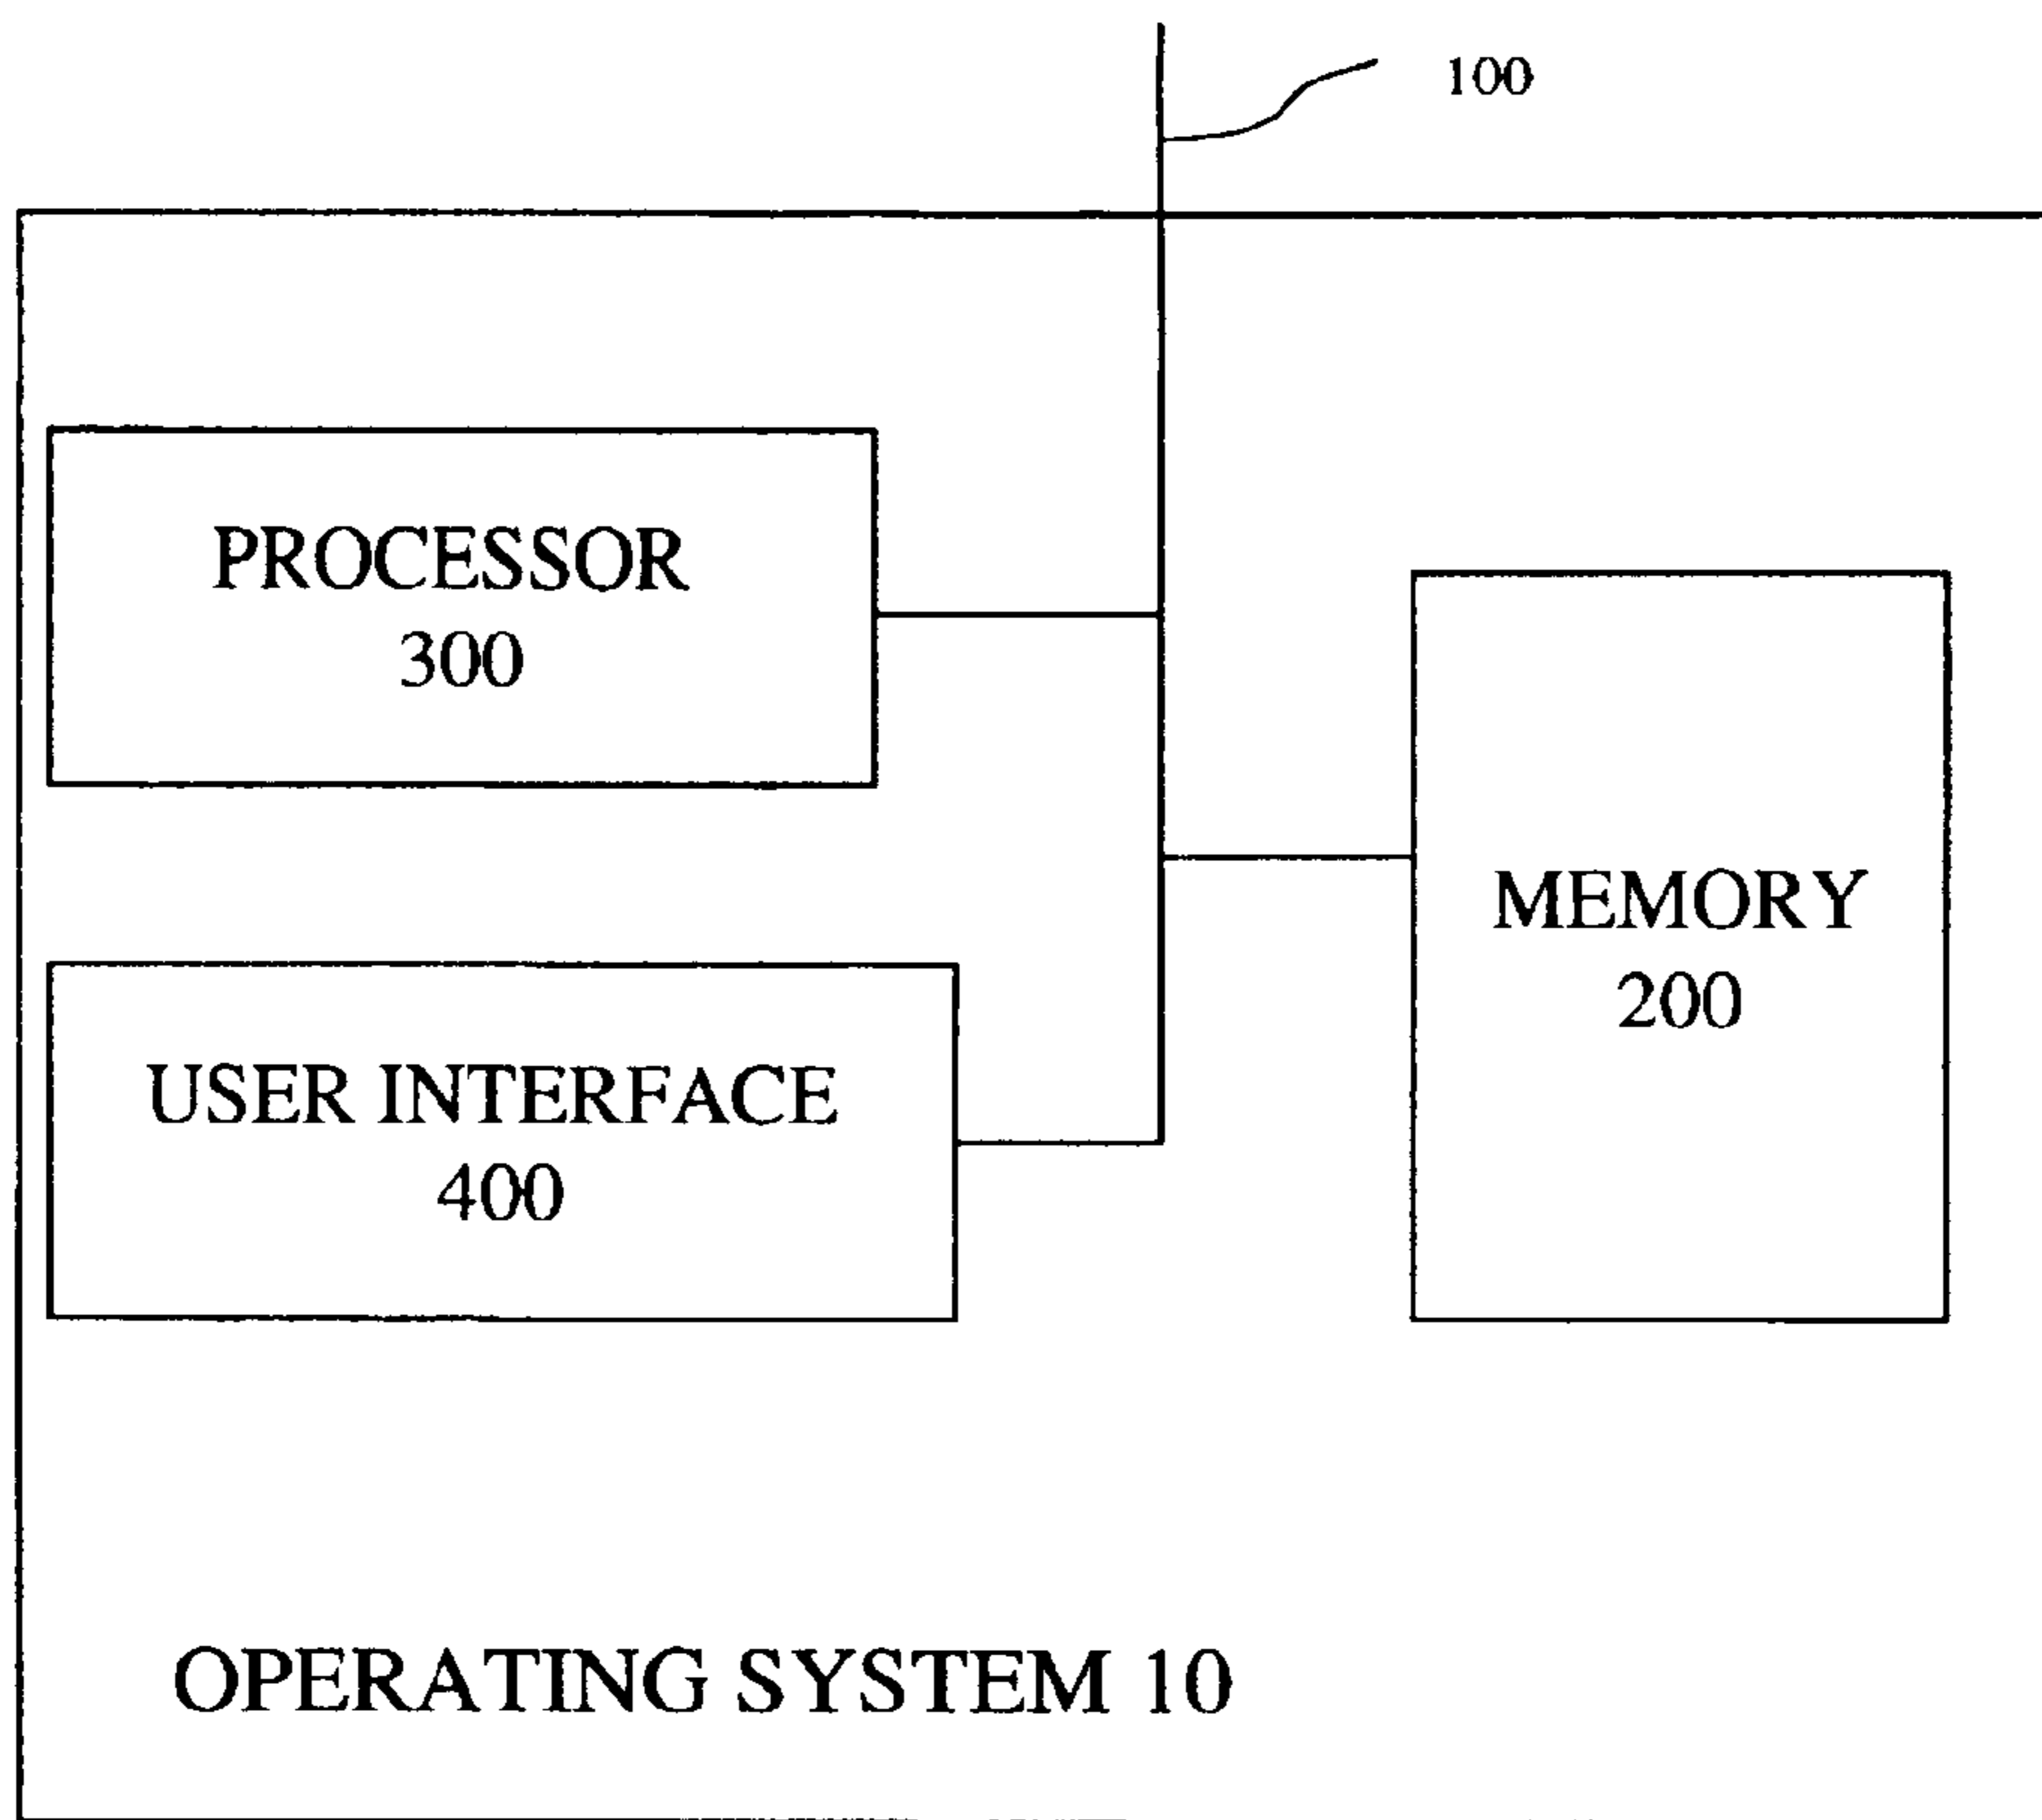 100
PROCESSOR
300
MEMORY
200
USER INTERFACE
400
OPERATING SYSTEM 10